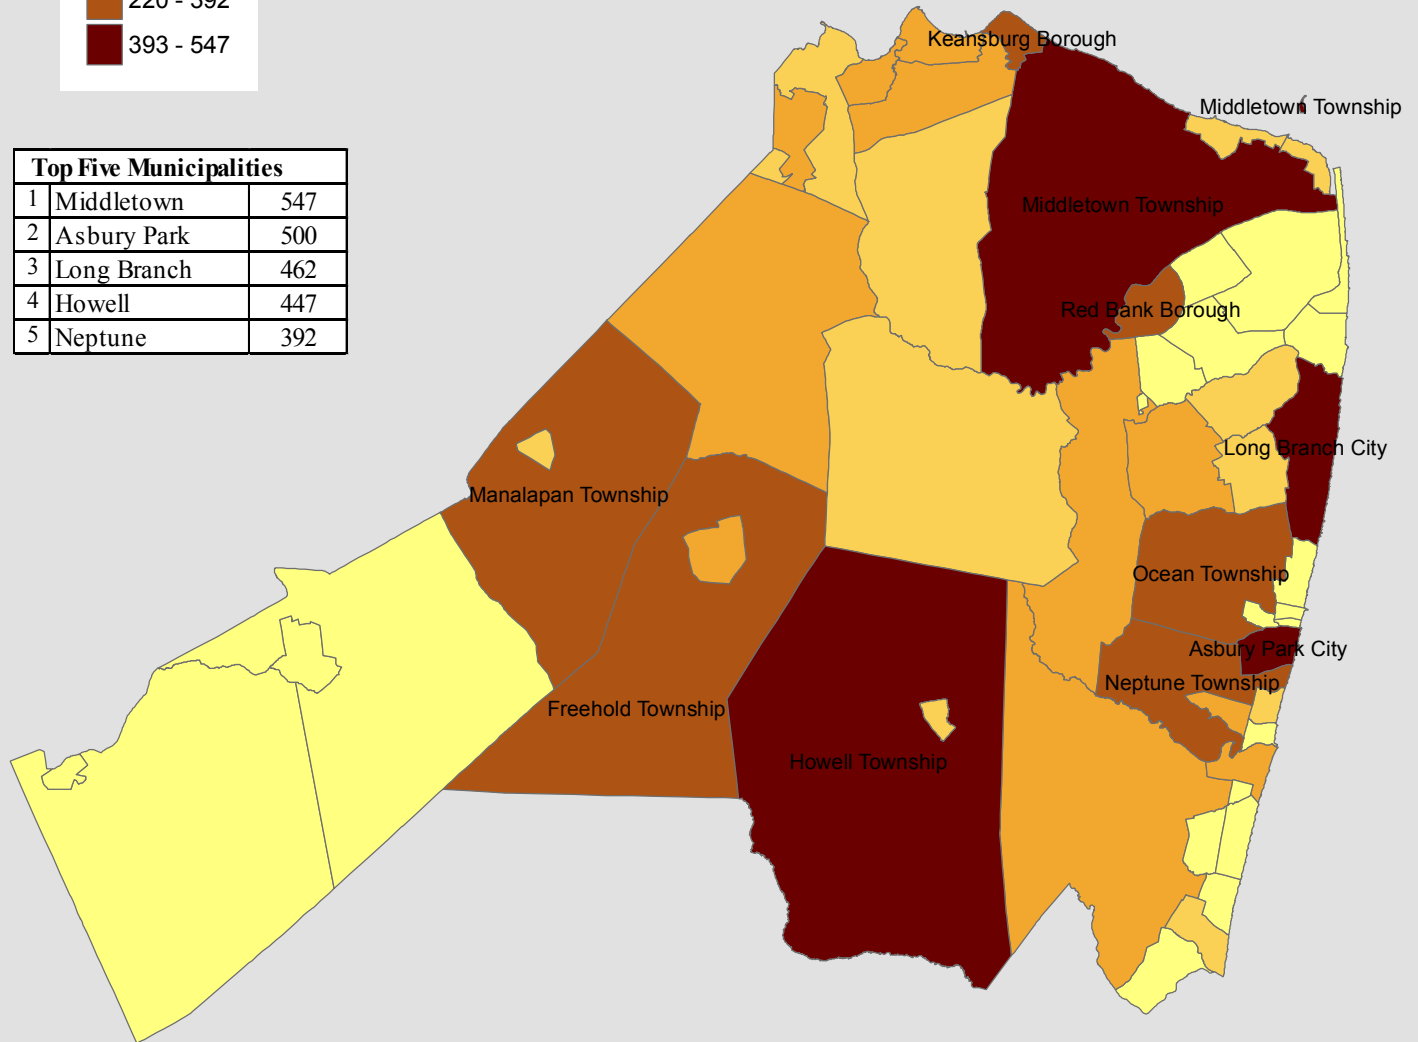 220 - 392
393 - 547
Top Five Municipalities
1 Middletown 547
2 Asbury Park 500
3 Long Branch 462
4 Howell 447
5 Neptune 392
Keansburg Borough
Middletown Township
Middletown Township
Red Bank Borough
Long Branch City
Manalapan Township
Ocean Township
Asbury Park City
Neptune Township
Freehold Township
Howell Township